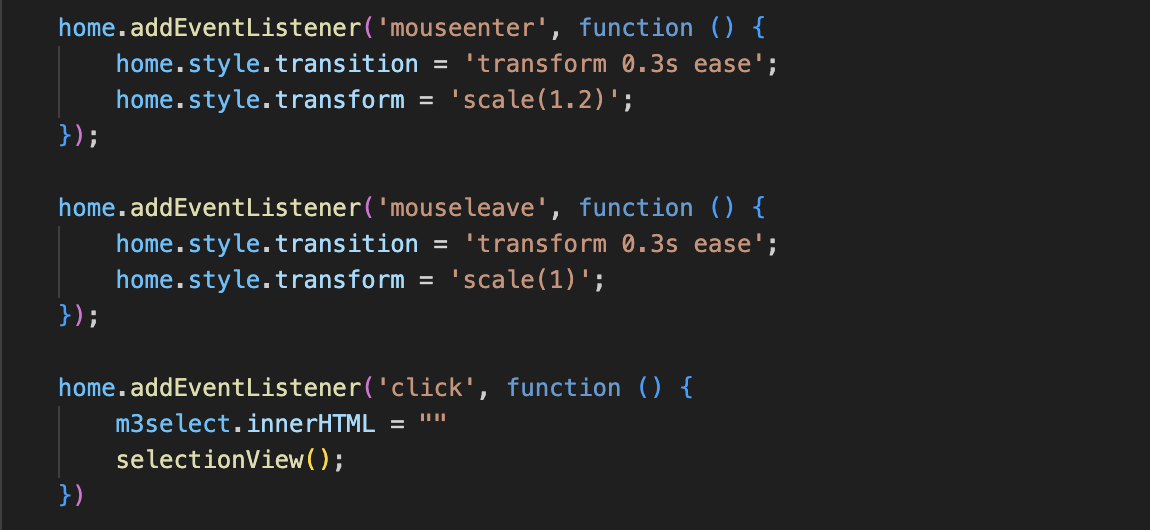 home.addEventListener('mouseenter', function () {
    home.style.transition = 'transform 0.3s ease';
    home.style.transform = 'scale(1.2)';
});

home.addEventListener('mouseleave', function () {
    home.style.transition = 'transform 0.3s ease';
    home.style.transform = 'scale(1)';
});

home.addEventListener('click', function () {
    m3select.innerHTML = ""
    selectionView();
})